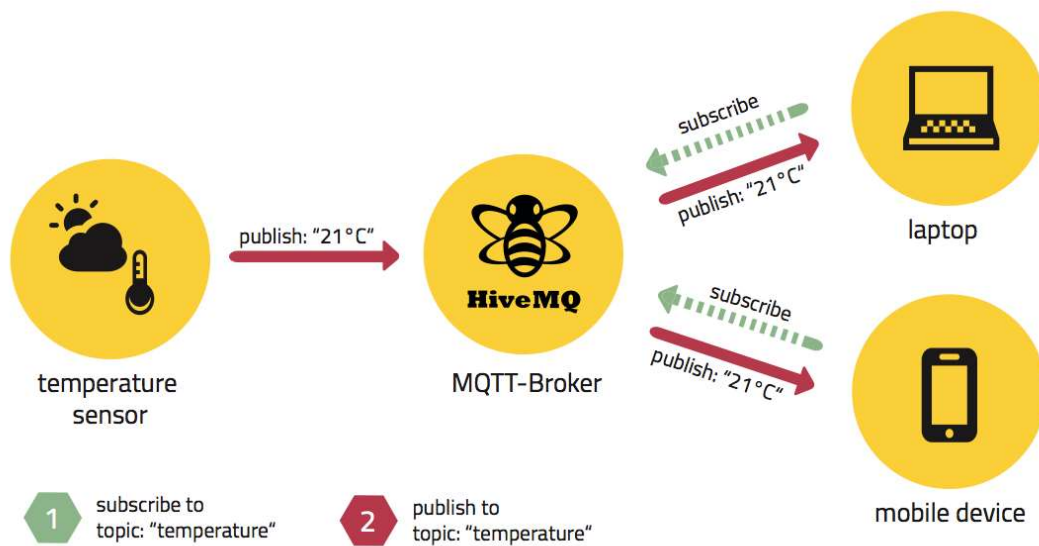 subscribe
publish: "21°C"
laptop
publish: "21°C"
HiveMQ
temperature
sensor
MQTT-Broker
subscribe
publish: "21°C"
mobile device
1
subscribe to
topic: "temperature"
2
publish to
topic: "temperature"